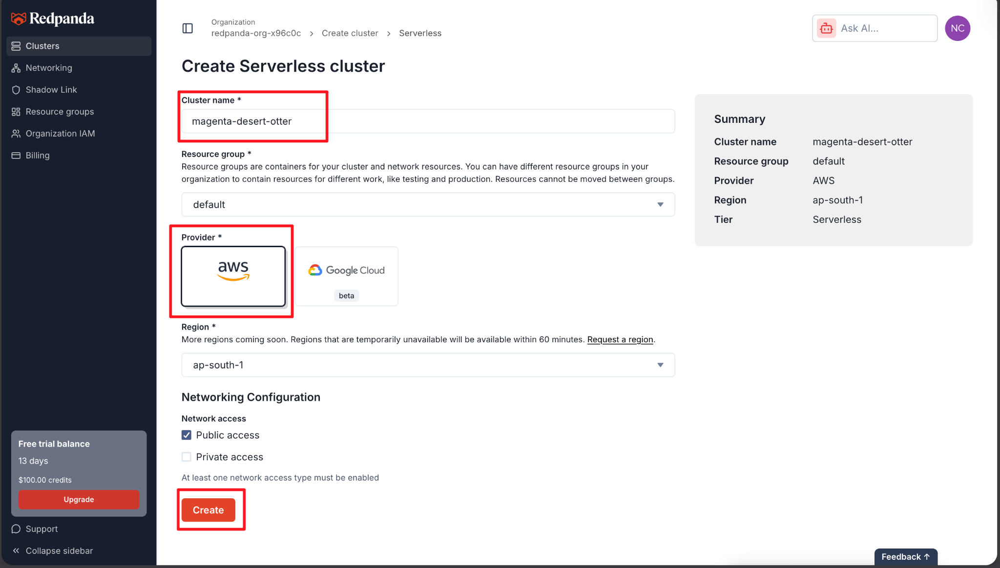 Redpanda
Clusters
Networking
Shadow Link
Resource groups
Organization IAM
Billing
Free trial balance
13 days
$100.00 credits
Upgrade
Support
Collapse sidebar
Organization
redpanda-org-x96c0c > Create cluster > Serverless
Ask AI...
NC
Create Serverless cluster
Cluster name *
magenta-desert-otter
Resource group *
Resource groups are containers for your cluster and network resources. You can have different resource groups in your
organization to contain resources for different work, like testing and production. Resources cannot be moved between groups.
default
Provider *
aws
Google Cloud
beta
Region *
More regions coming soon. Regions that are temporarily unavailable will be available within 60 minutes. Request a region.
ap-south-1
Networking Configuration
Network access
Public access
Private access
At least one network access type must be enabled
Create
Summary
Cluster name magenta-desert-otter
Resource group default
Provider AWS
Region ap-south-1
Tier Serverless
Feedback ↑